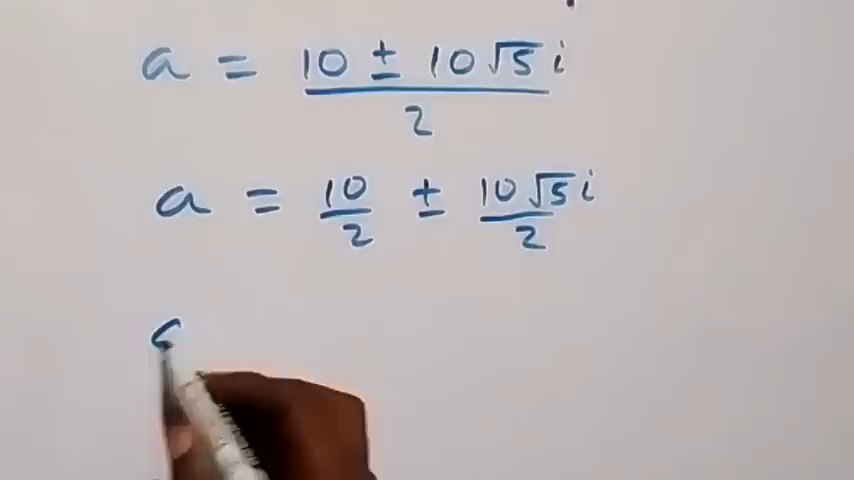 a = 10 ± 10√5 i / 2
a = 10/2 ± 10√5 i / 2
a